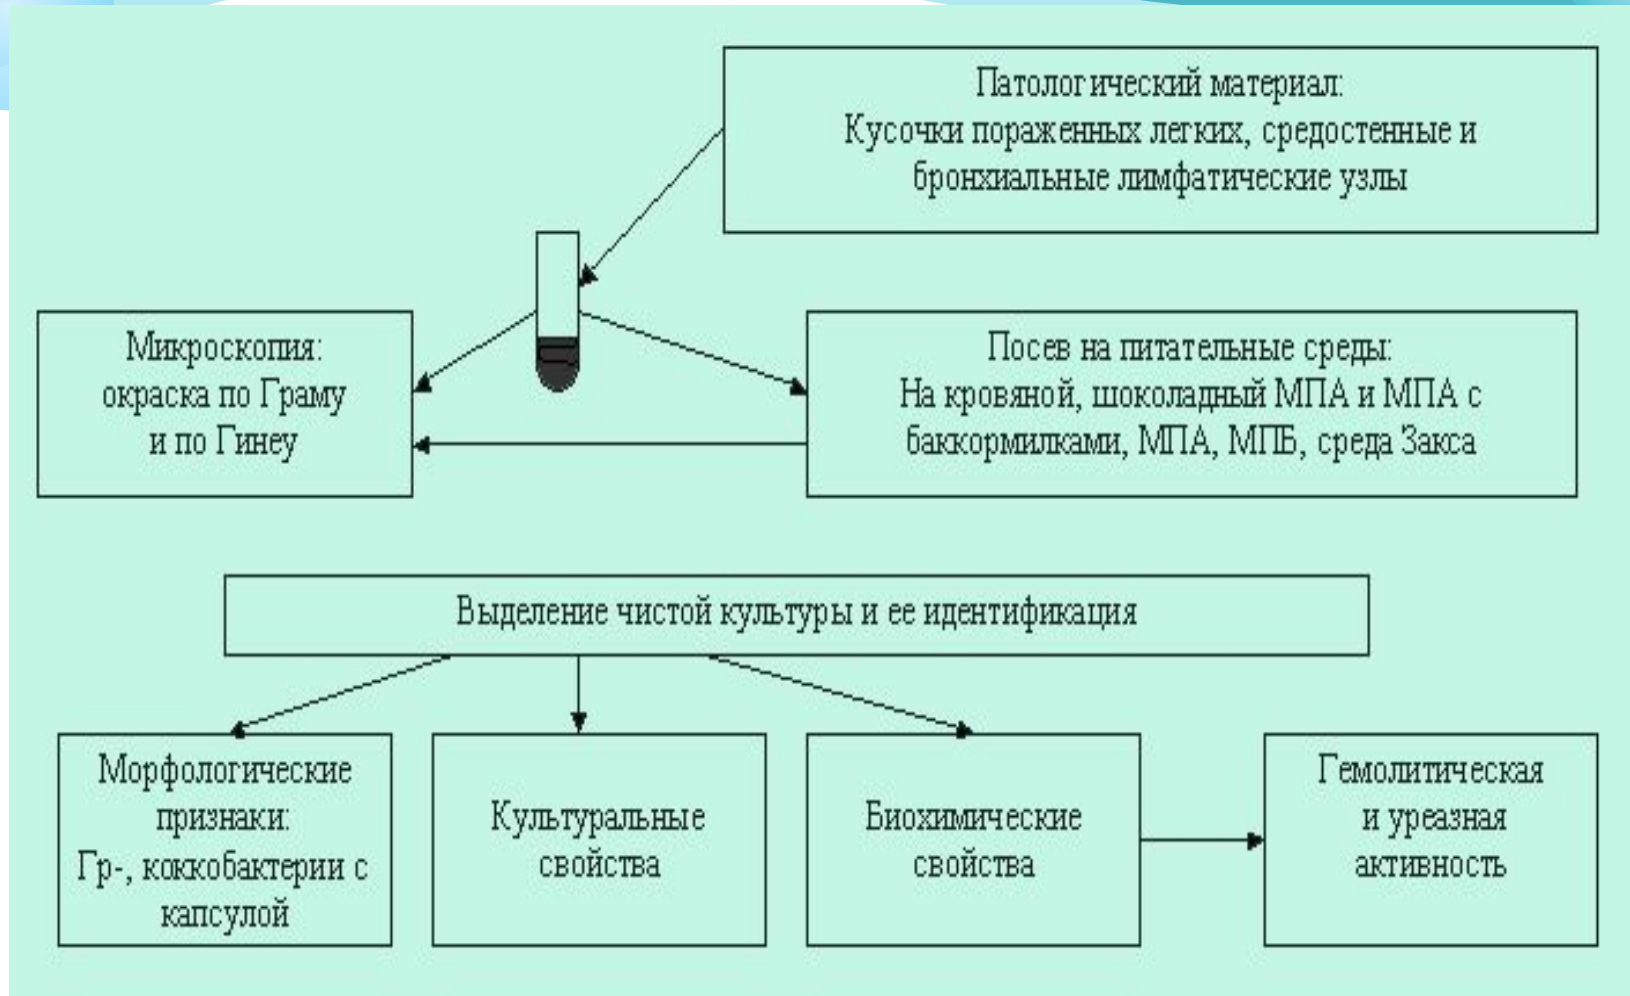 Патологический материал:
Кусочки пораженных легких, средостенные и
бронхиальные лимфатические узлы
Микроскопия:
окраска по Граму
и по Гинеу
Посев на питательные среды:
На кровяной, шоколадный МПА и МПА с
баккормилками, МПА, МПБ, среда Закса
Выделение чистой культуры и ее идентификация
Морфологические
признаки:
Гр-, коккобактерии с
капсулой
Культуральные
свойства
Биохимические
свойства
Гемолитическая
и уреазная
активность